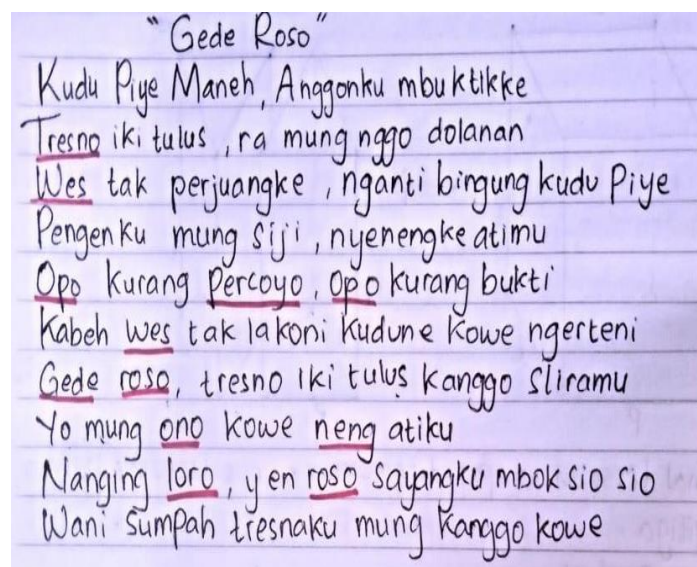 "Gede Roso"
Kudu Piye Maneh, Anggonku mbuktikke
Tresno iki tulus, ra mung nggo dolanan
Wes tak perjuangke, nganti bingung kudu Piye
Pengenku mung siji, nyenengke atimu
Opo kurang Percoyo, opo kurang bukti
Kabeh wes tak lakoni kudune kowe ngerteni
Gede roso, tresno iki tulus kanggo sliramu
Yo mung ono kowe neng atiku
Nanging loro, yen roso sayangku mbok sio sio
Wani sumpah tresnaku mung kanggo kowe